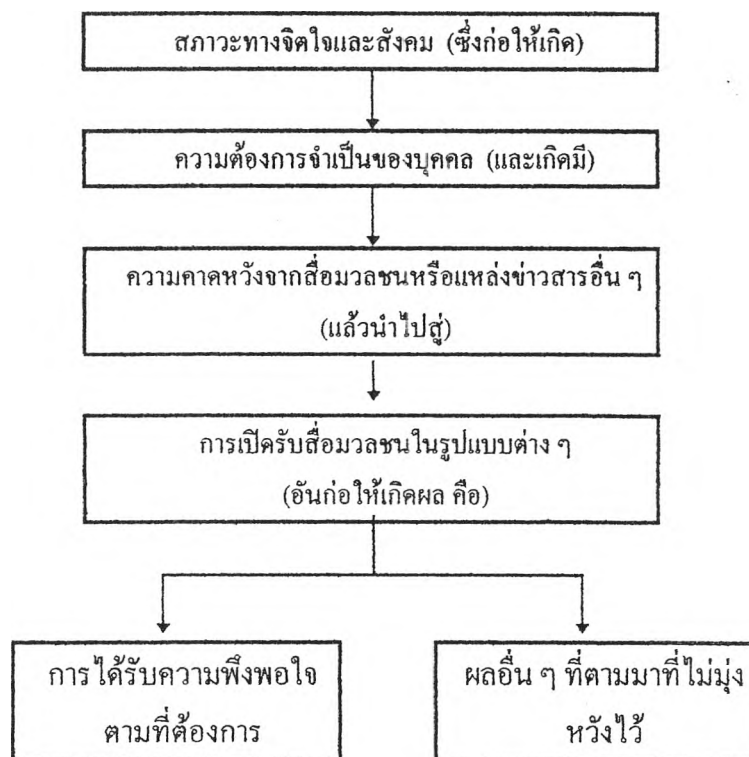 สภาวะทางจิตใจและสังคม (ซึ่งก่อให้เกิด)
ความต้องการจำเป็นของบุคคล (และเกิดมี)
ความคาดหวังจากสื่อมวลชนหรือแหล่งข่าวสารอื่น ๆ
(แล้วนำไปสู่)
การเปิดรับสื่อมวลชนในรูปแบบต่าง ๆ
(อันก่อให้เกิดผล คือ)
การได้รับความพึงพอใจ
ตามที่ต้องการ
ผลอื่น ๆ ที่ตามมาที่ไม่มุ่ง
หวังไว้